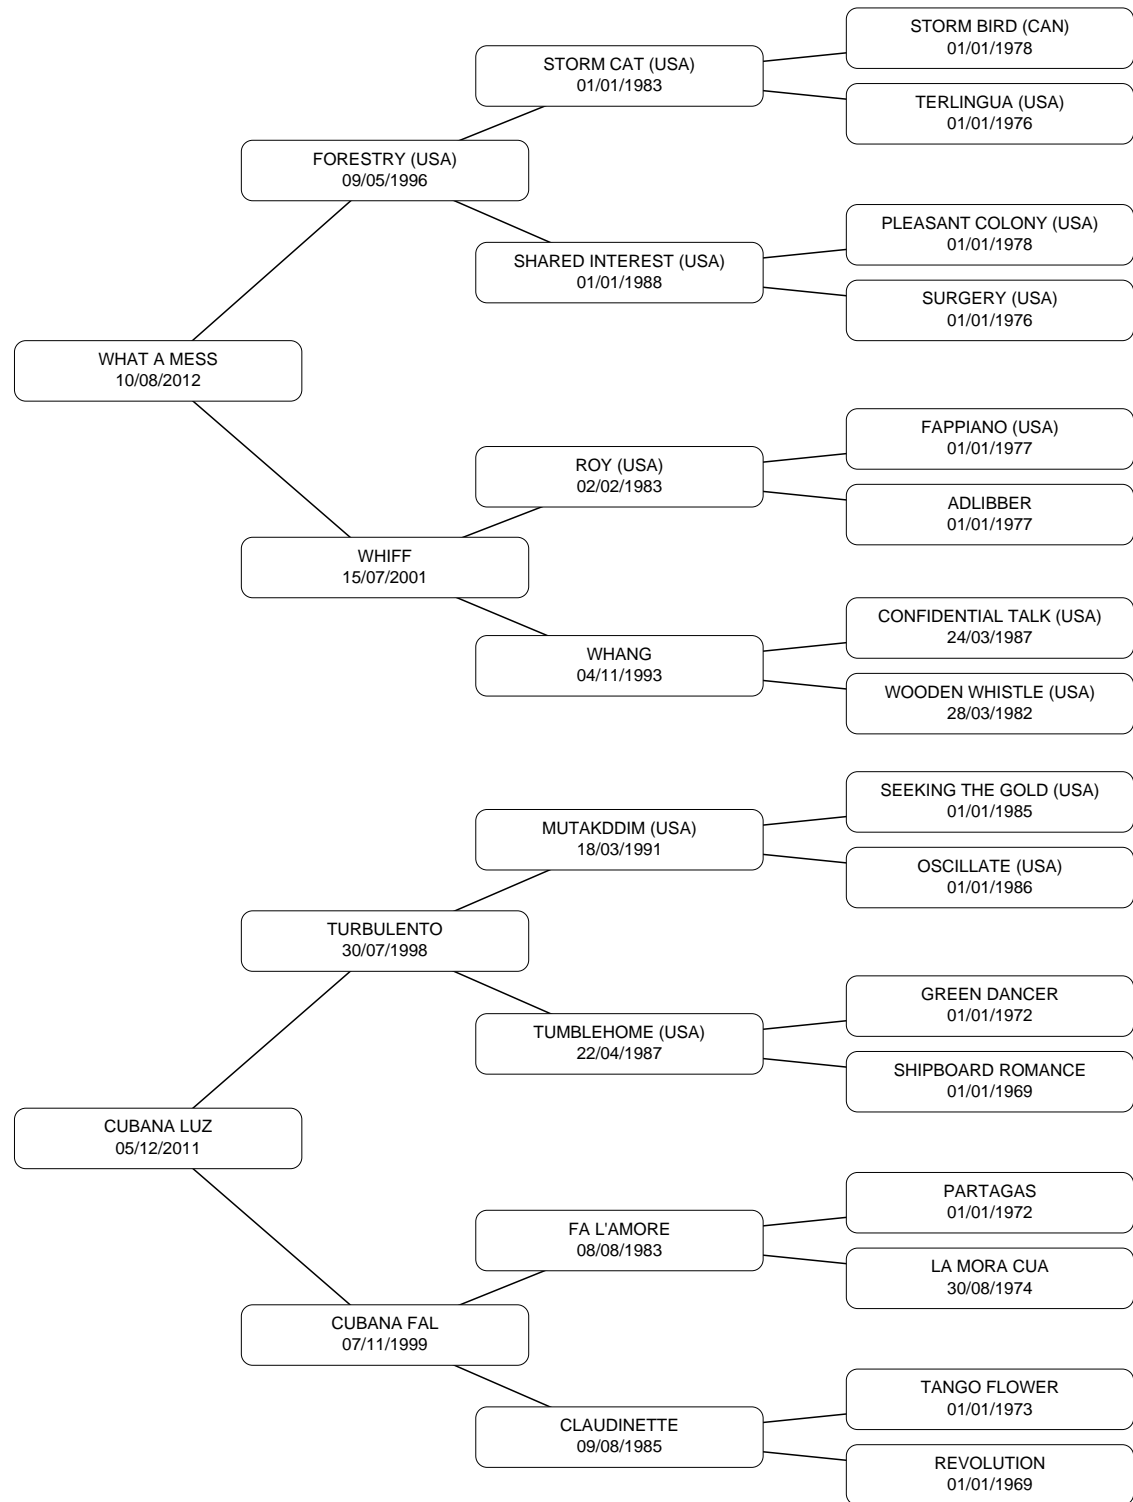 STORM BIRD (CAN)
01/01/1978
STORM CAT (USA)
01/01/1983
TERLINGUA (USA)
01/01/1976
FORESTRY (USA)
09/05/1996
PLEASANT COLONY (USA)
01/01/1978
SHARED INTEREST (USA)
01/01/1988
SURGERY (USA)
01/01/1976
WHAT A MESS
10/08/2012
FAPPIANO (USA)
01/01/1977
ROY (USA)
02/02/1983
ADLIBBER
01/01/1977
WHIFF
15/07/2001
CONFIDENTIAL TALK (USA)
24/03/1987
WHANG
04/11/1993
WOODEN WHISTLE (USA)
28/03/1982
SEEKING THE GOLD (USA)
01/01/1985
MUTAKDDIM (USA)
18/03/1991
OSCILLATE (USA)
01/01/1986
TURBULENTO
30/07/1998
GREEN DANCER
01/01/1972
TUMBLEHOME (USA)
22/04/1987
SHIPBOARD ROMANCE
01/01/1969
CUBANA LUZ
05/12/2011
PARTAGAS
01/01/1972
FA L'AMORE
08/08/1983
LA MORA CUA
30/08/1974
CUBANA FAL
07/11/1999
TANGO FLOWER
01/01/1973
CLAUDINETTE
09/08/1985
REVOLUTION
01/01/1969